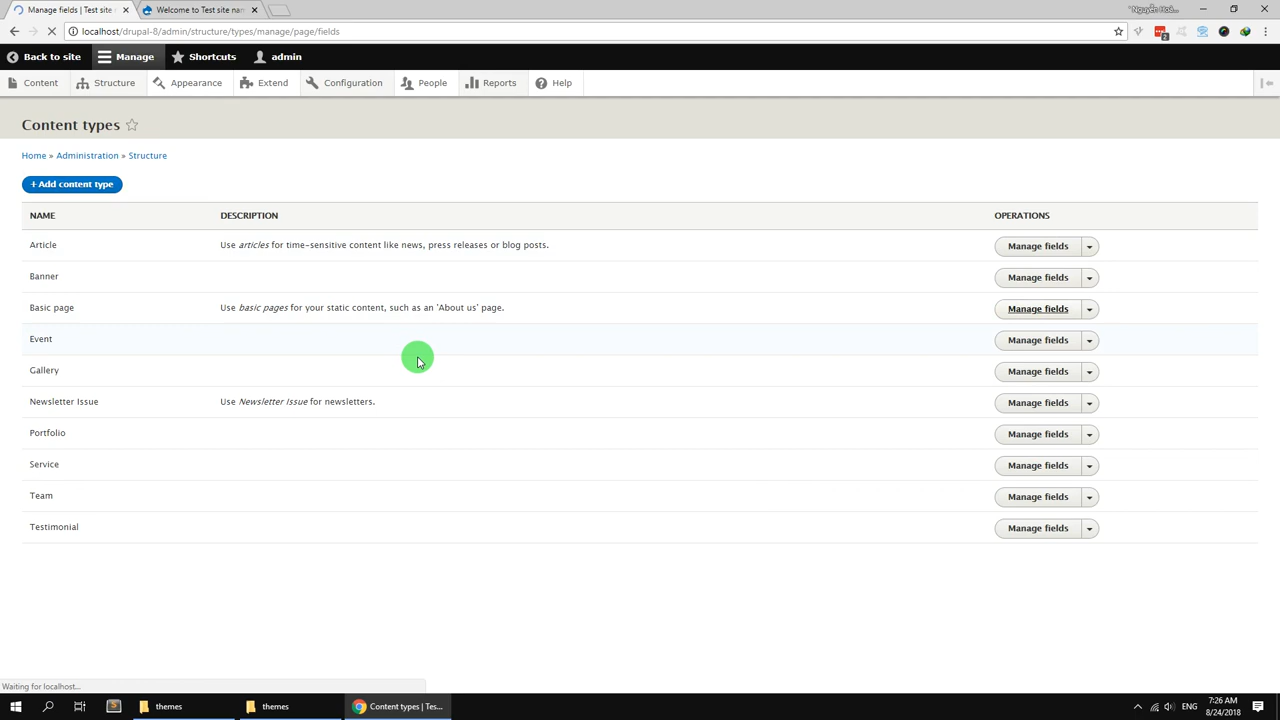 Manage fields | Test site
Welcome to Test site nam
localhost/drupal-8/admin/structure/types/manage/page/fields
2
Back to site
Manage
Shortcuts
admin
Content
Structure
Appearance
Extend
Configuration
People
Reports
Help
Content types
Home » Administration » Structure
+ Add content type
NAME DESCRIPTION OPERATIONS
Article Use articles for time-sensitive content like news, press releases or blog posts. Manage fields
Banner Manage fields
Basic page Use basic pages for your static content, such as an 'About us' page. Manage fields
Event Manage fields
Gallery Manage fields
Newsletter Issue Use Newsletter Issue for newsletters. Manage fields
Portfolio Manage fields
Service Manage fields
Team Manage fields
Testimonial Manage fields
Waiting for localhost...
themes
themes
Content types | Tes...
ENG
7:26 AM
8/24/2018